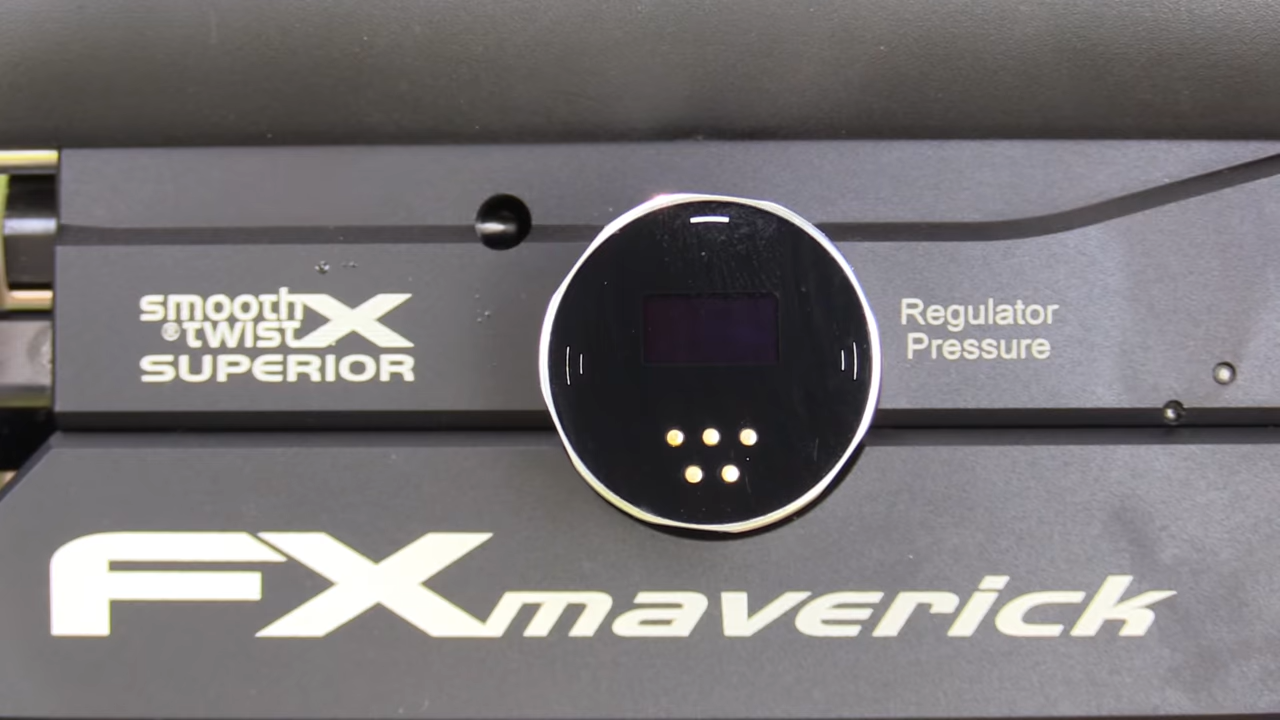 smooth X
® twist
SUPERIOR
Regulator
Pressure
FX maverick